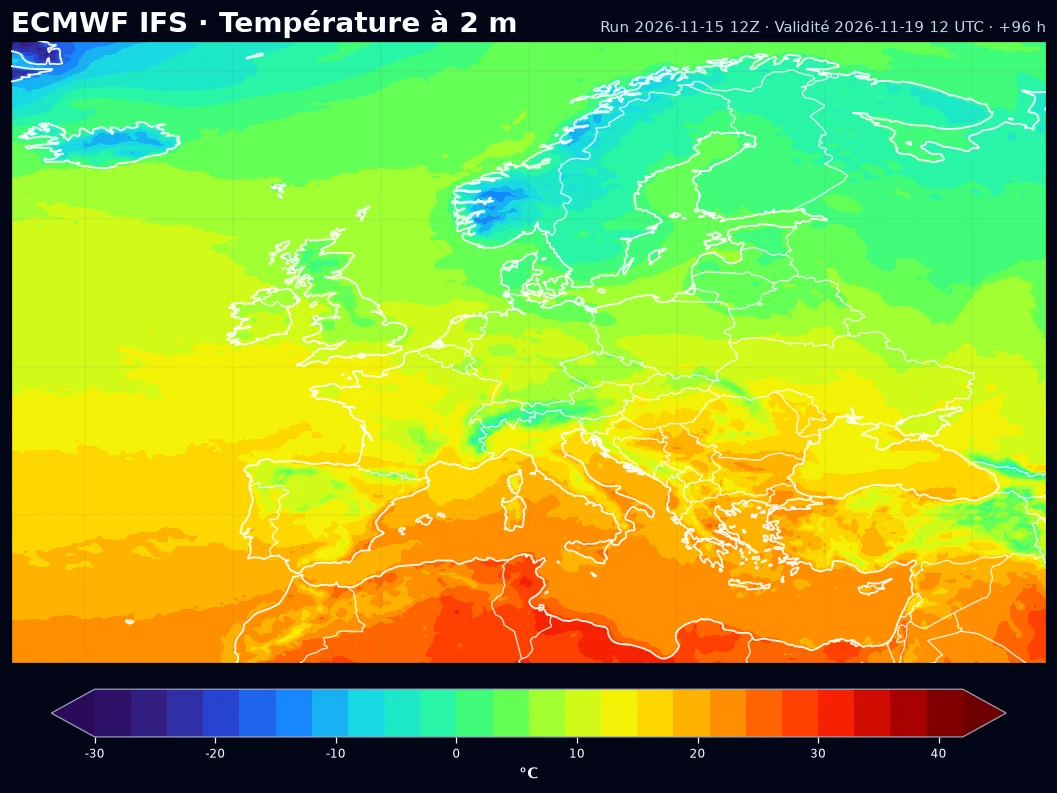 ECMWF IFS · Température à 2 m
Run 2026-11-15 12Z · Validité 2026-11-19 12 UTC · +96 h
-30 -20 -10 0 10 20 30 40
°C